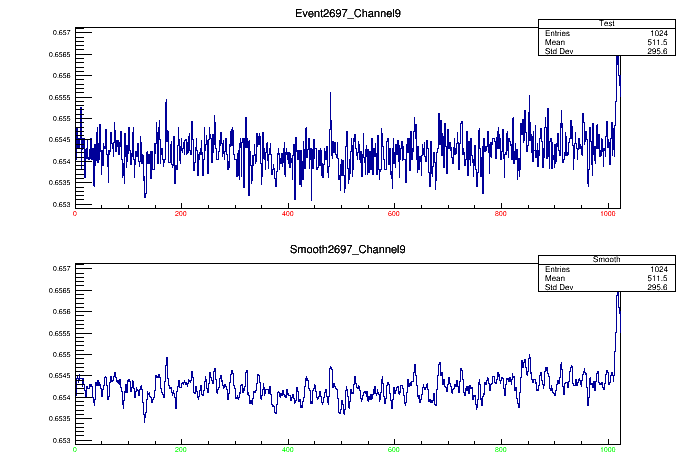 Event2697_Channel9
Test
Entries 1024
Mean 511.5
Std Dev 295.6
0.657
0.6565
0.656
0.6555
0.655
0.6545
0.654
0.6535
0.653
0 200 400 600 800 1000
Smooth2697_Channel9
Smooth
Entries 1024
Mean 511.5
Std Dev 295.6
0.657
0.6565
0.656
0.6555
0.655
0.6545
0.654
0.6535
0.653
0 200 400 600 800 1000